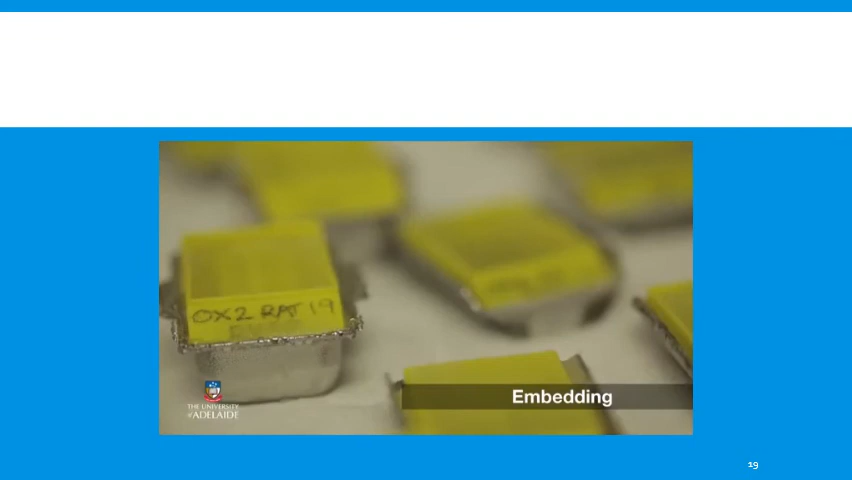 OX2 RAT 19
Embedding
THE UNIVERSITY
of ADELAIDE
19